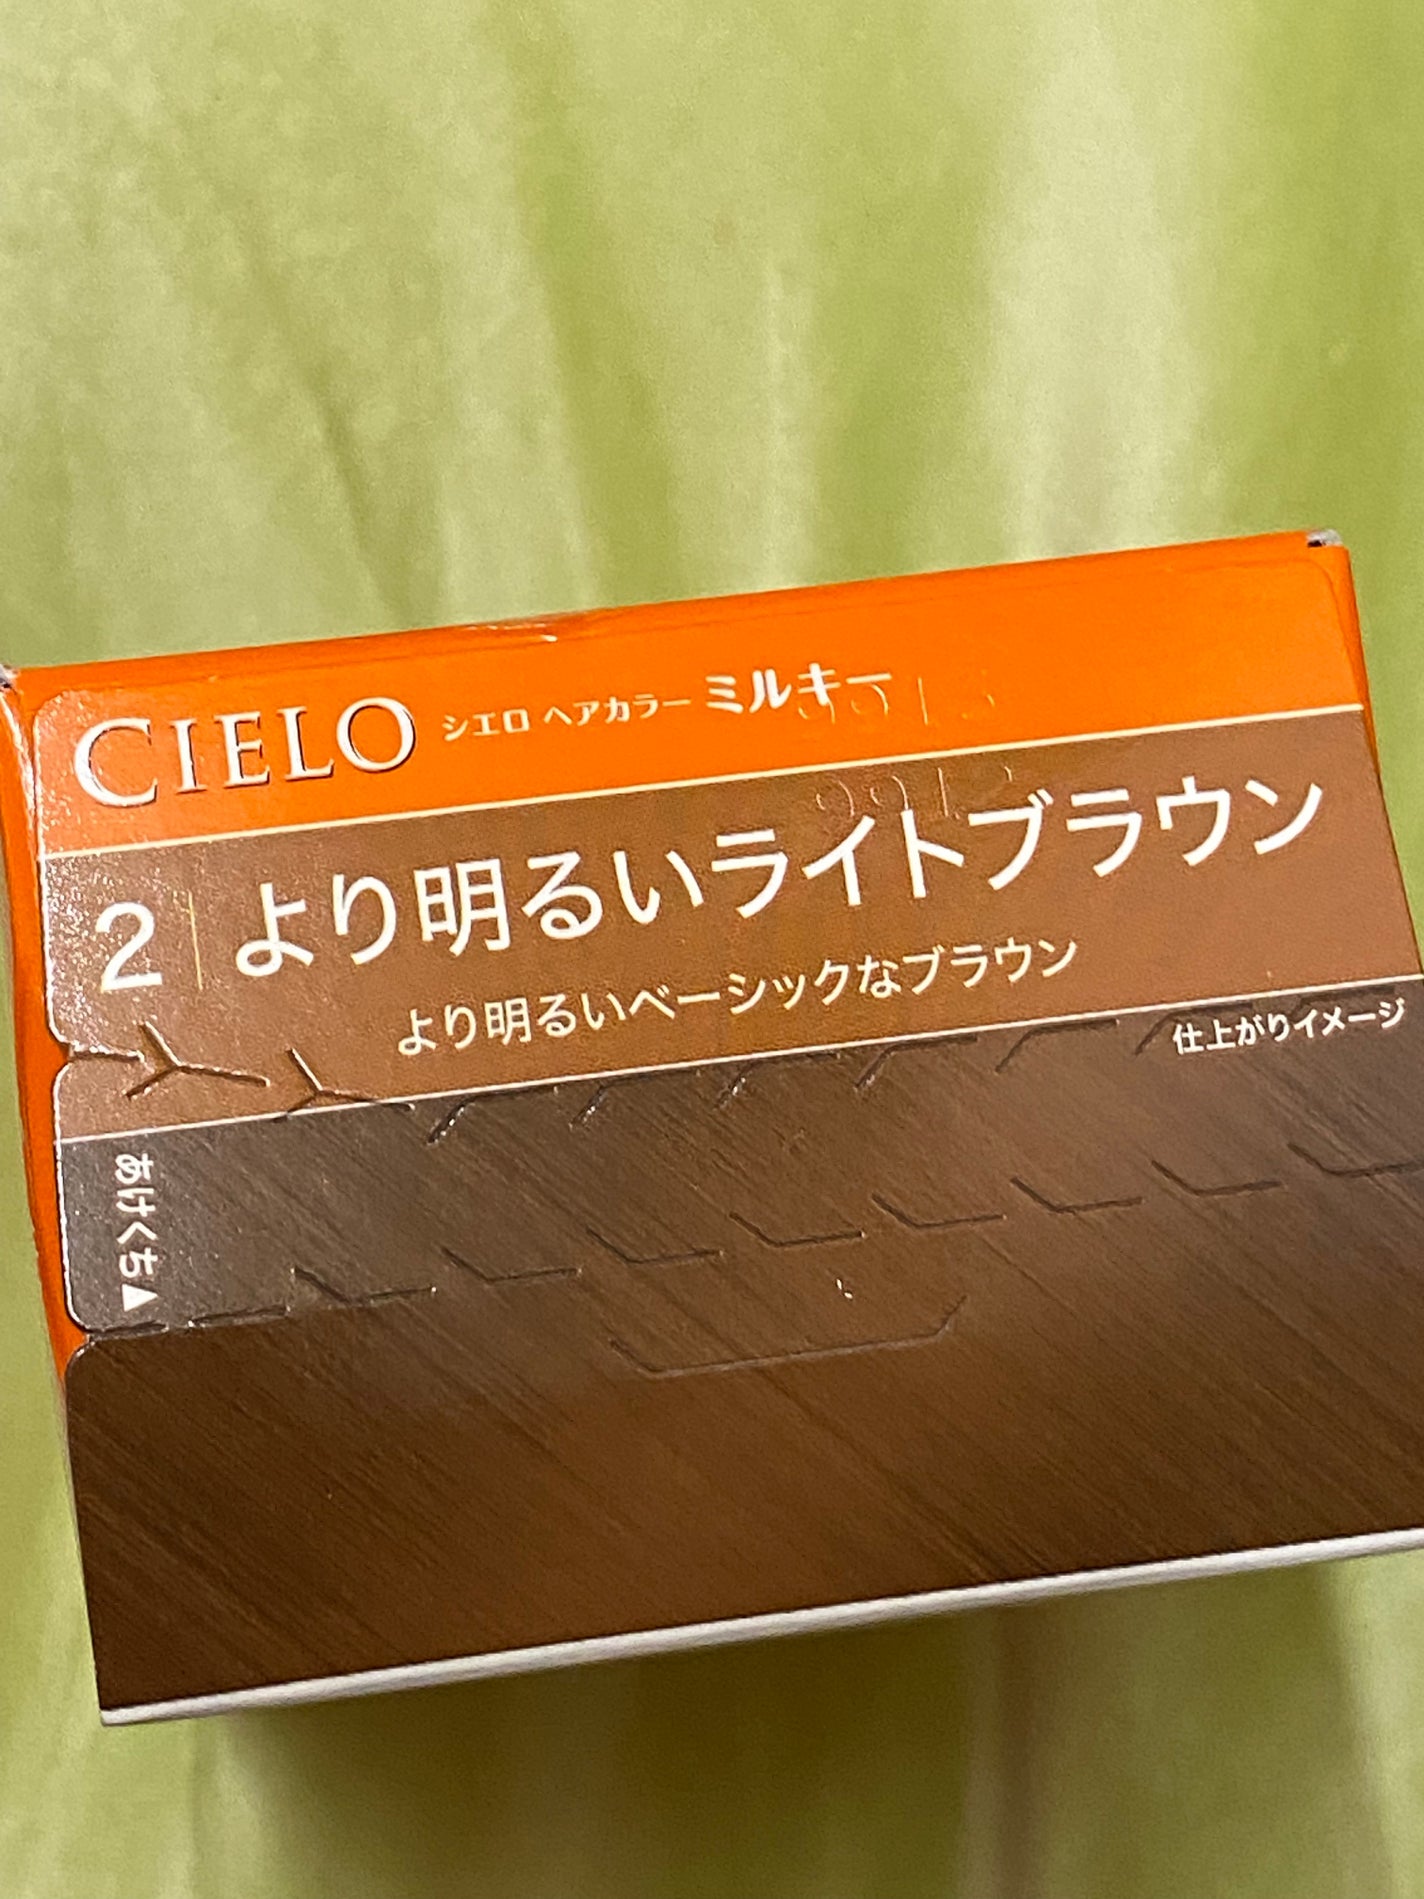 CIELO シエロ ヘアカラー ミルキー
2 より明るいライトブラウン
より明るいベーシックなブラウン
仕上がりイメージ
あけくち▲